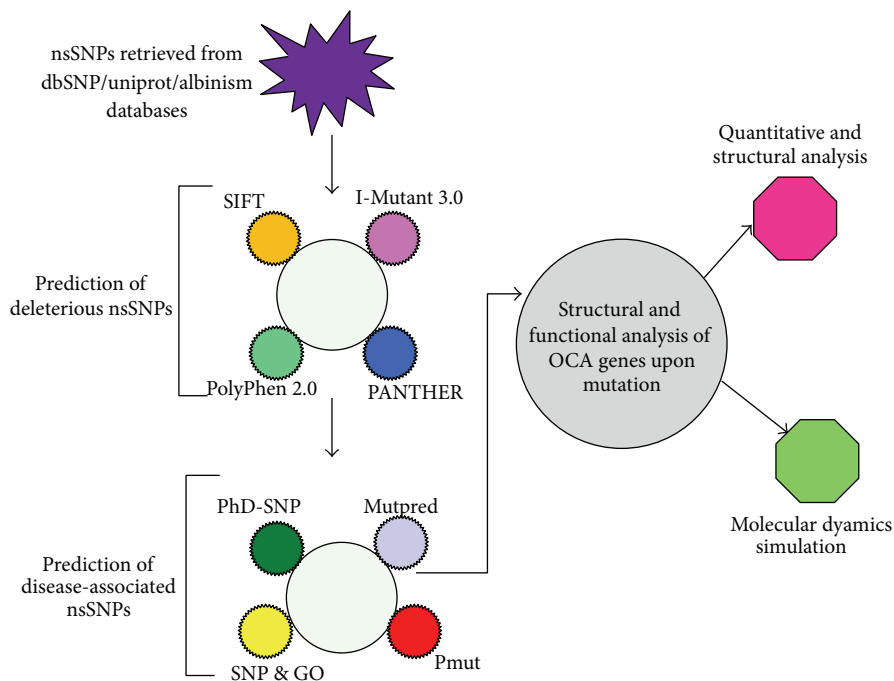 nsSNPs retrieved from
dbSNP/uniprot/albinism
databases
SIFT
I-Mutant 3.0
Prediction of
deleterious nsSNPs
PolyPhen 2.0
PANTHER
PhD-SNP
Mutpred
Prediction of
disease-associated
nsSNPs
SNP & GO
Pmut
Structural and
functional analysis of
OCA genes upon
mutation
Quantitative and
structural analysis
Molecular dyamics
simulation